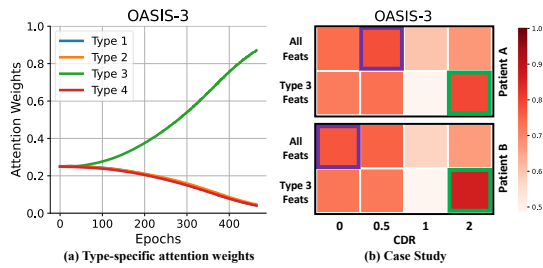 OASIS-3
Attention Weights
1.0
0.8
0.6
0.4
0.2
0.0
Type 1
Type 2
Type 3
Type 4
0 100 200 300 400
Epochs
(a) Type-specific attention weights
OASIS-3
All
Feats
Type 3
Feats
Patient A
All
Feats
Type 3
Feats
Patient B
0 0.5 1 2
CDR
1.0
0.9
0.8
0.7
0.6
0.5
(b) Case Study